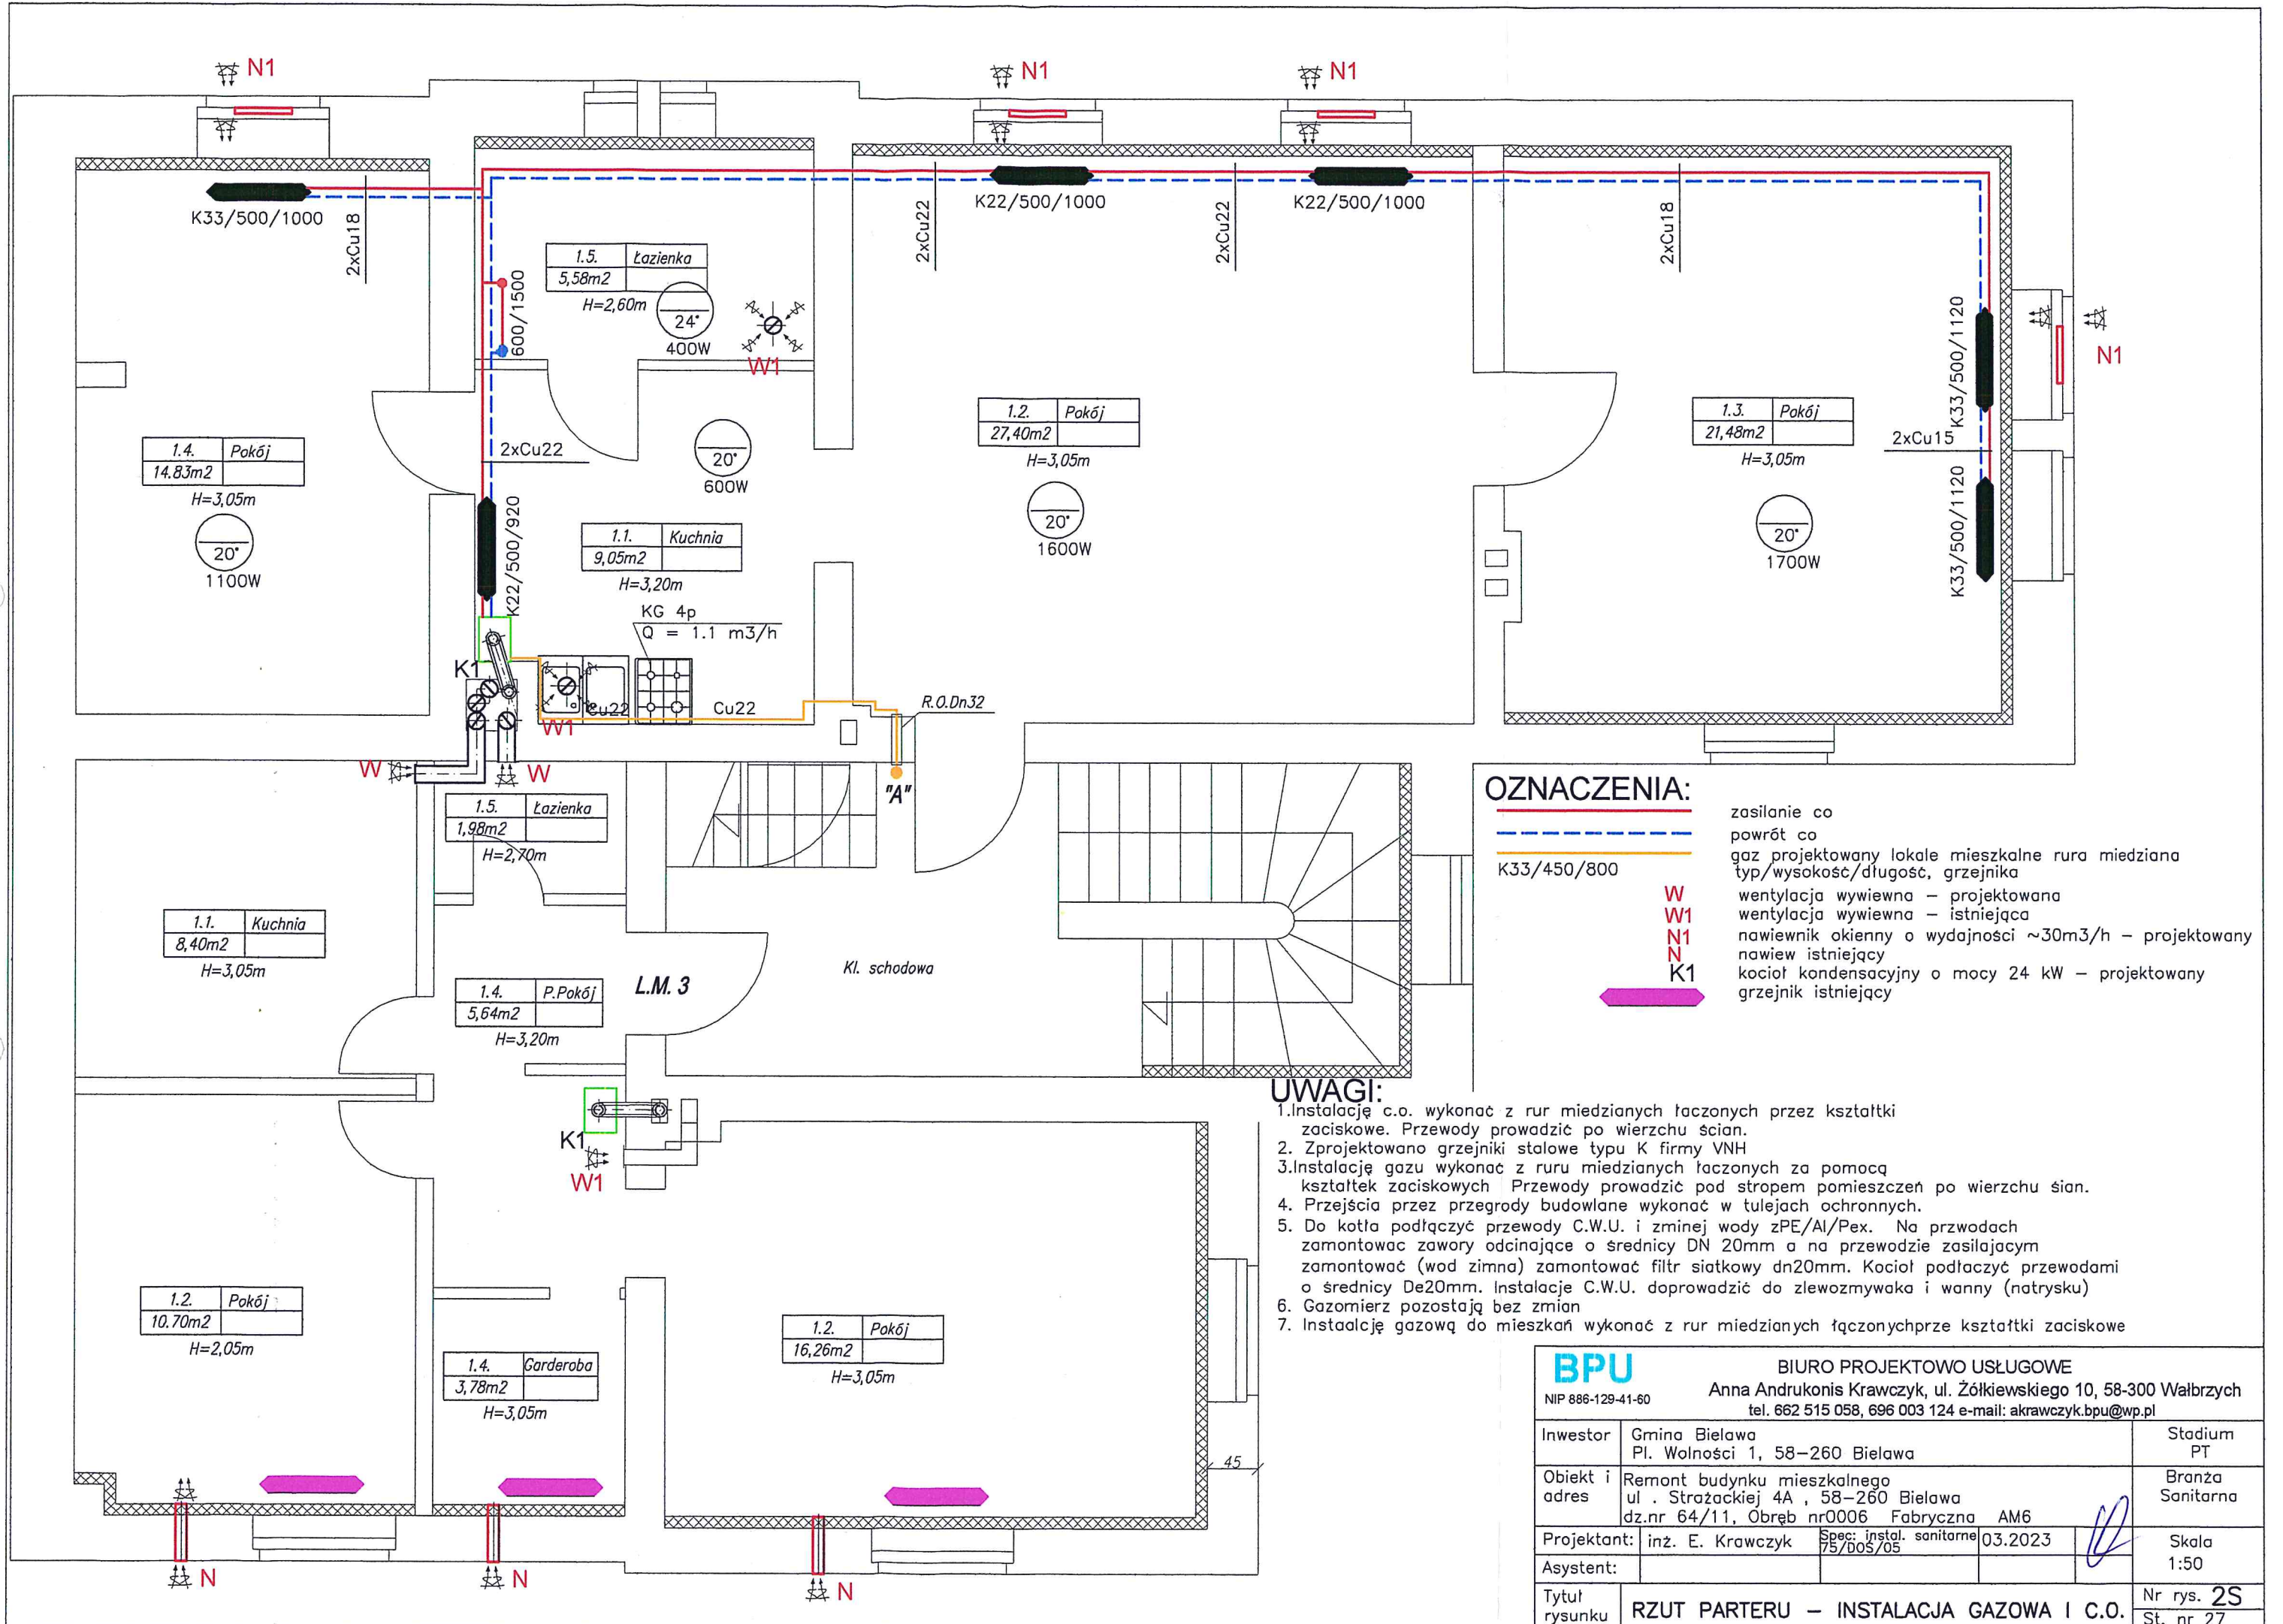 N1
N1
N1
K33/500/1000
2xCu18
2xCu22
K22/500/1000
2xCu22
K22/500/1000
2xCu18
1.5. Łazienka
5,58m2
H=2,60m
24°
400W
W1
600/1500
K33/500/1120
N1
2xCu22
20°
600W
1.2. Pokój
27,40m2
H=3,05m
20°
1600W
1.3. Pokój
21,48m2
H=3,05m
20°
1700W
2xCu15
K33/500/1120
1.4. Pokój
14.83m2
H=3,05m
20°
1100W
K22/500/920
1.1. Kuchnia
9,05m2
H=3,20m
KG 4p
Q = 1.1 m3/h
K1
Cu22
Cu22
W1
R.O.Dn32
"A"
W
W
1.5. Łazienka
1,98m2
H=2,70m
1.1. Kuchnia
8,40m2
H=3,05m
1.4. P.Pokój
5,64m2
H=3,20m
L.M. 3
Kl. schodowa
K1
W1
1.2. Pokój
10.70m2
H=2,05m
1.4. Garderoba
3,78m2
H=3,05m
1.2. Pokój
16,26m2
H=3,05m
45
N
N
N
OZNACZENIA:
zasilanie co
powrót co
gaz projektowany lokale mieszkalne rura miedziana
K33/450/800 typ/wysokość/długość, grzejnika
W wentylacja wywiewna – projektowana
W1 wentylacja wywiewna – istniejąca
N1 nawiewnik okienny o wydajności ~30m3/h – projektowany
N nawiew istniejący
K1 kocioł kondensacyjny o mocy 24 kW – projektowany
grzejnik istniejący
UWAGI:
1.Instalację c.o. wykonać z rur miedzianych łaczonych przez kształtki
zaciskowe. Przewody prowadzić po wierzchu ścian.
2. Zprojektowano grzejniki stalowe typu K firmy VNH
3.Instalację gazu wykonać z ruru miedzianych łaczonych za pomocą
kształtek zaciskowych Przewody prowadzić pod stropem pomieszczeń po wierzchu śian.
4. Przejścia przez przegrody budowlane wykonać w tulejach ochronnych.
5. Do kotła podłączyć przewody C.W.U. i zminej wody zPE/Al/Pex. Na przwodach
zamontowac zawory odcinające o średnicy DN 20mm a na przewodzie zasilajacym
zamontować (wod zimna) zamontować filtr siatkowy dn20mm. Kocioł podłaczyć przewodami
o średnicy De20mm. Instalacje C.W.U. doprowadzić do zlewozmywaka i wanny (natrysku)
6. Gazomierz pozostają bez zmian
7. Instaalcję gazową do mieszkań wykonać z rur miedzianych łączonychprze kształtki zaciskowe
BPU
NIP 886-129-41-60
BIURO PROJEKTOWO USŁUGOWE
Anna Andrukonis Krawczyk, ul. Żółkiewskiego 10, 58-300 Wałbrzych
tel. 662 515 058, 696 003 124 e-mail: akrawczyk.bpu@wp.pl
Inwestor Gmina Bielawa
Pl. Wolności 1, 58–260 Bielawa
Stadium
PT
Obiekt i adres
Remont budynku mieszkalnego
ul . Strażackiej 4A , 58–260 Bielawa
dz.nr 64/11, Obręb nr0006 Fabryczna AM6
Branża
Sanitarna
Projektant: inż. E. Krawczyk Spec: instal. sanitarne 75/DOŚ/05 03.2023
Skala
1:50
Asystent:
Tytuł rysunku RZUT PARTERU – INSTALACJA GAZOWA I C.O.
Nr rys. 2S
St. nr 27